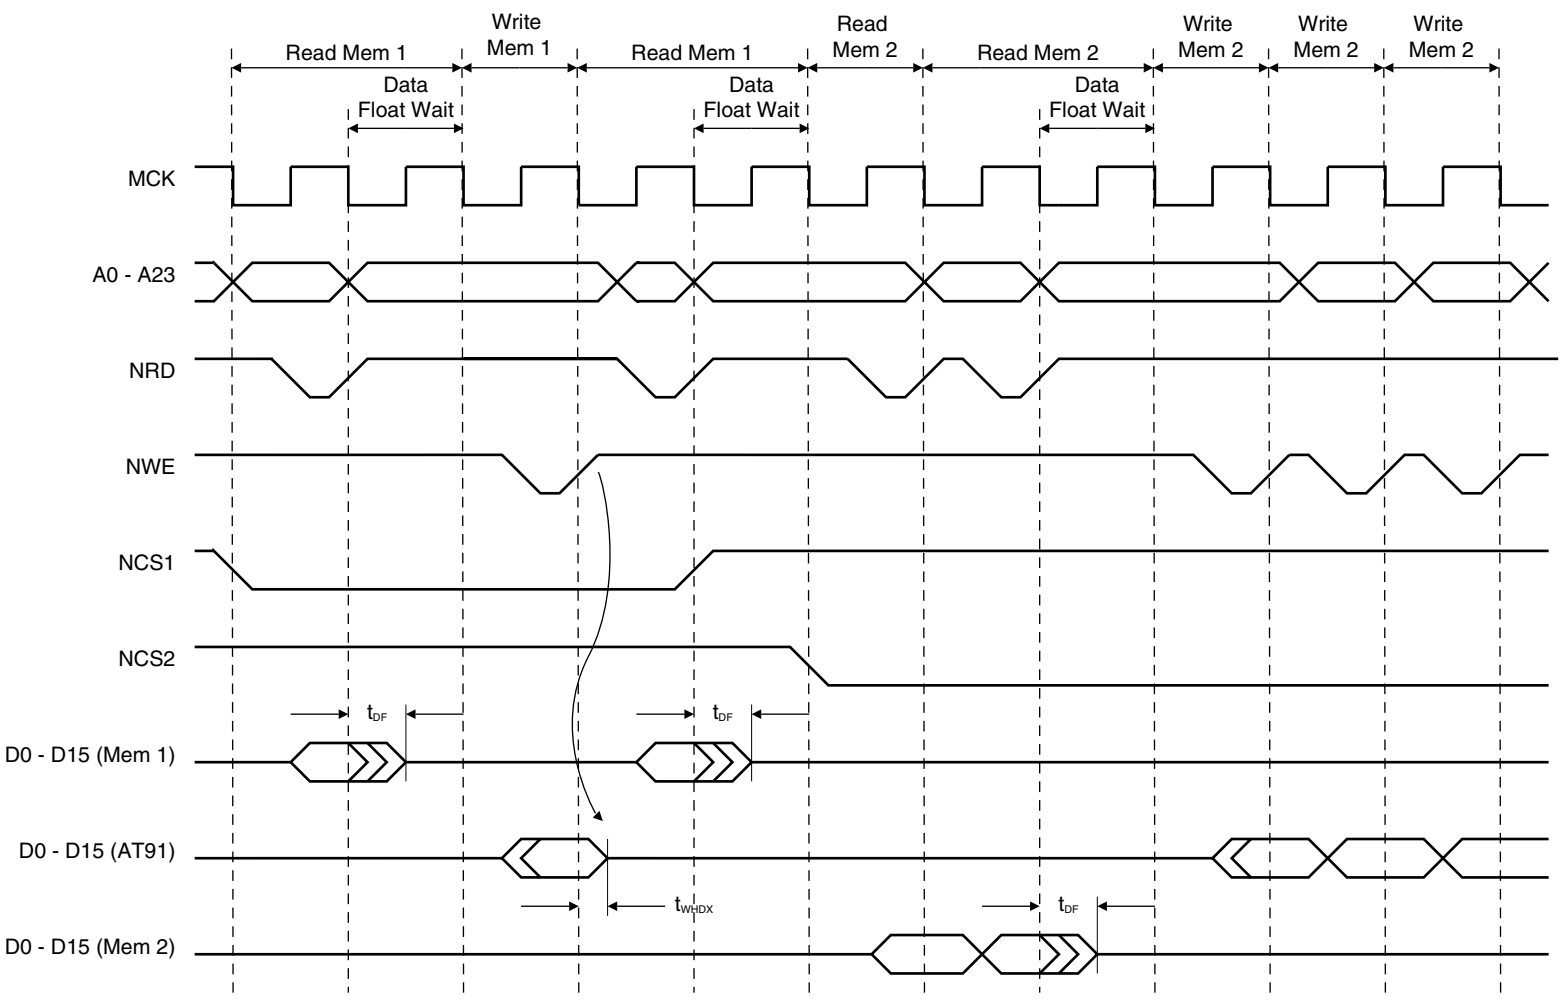 Write
Mem 1
Read
Mem 2
Write
Mem 2
Write
Mem 2
Write
Mem 2
Read Mem 1
Read Mem 1
Read Mem 2
Data
Float Wait
Data
Float Wait
Data
Float Wait
MCK
A0 - A23
NRD
NWE
NCS1
NCS2
tDF
tDF
D0 - D15 (Mem 1)
D0 - D15 (AT91)
tWHDX
tDF
D0 - D15 (Mem 2)